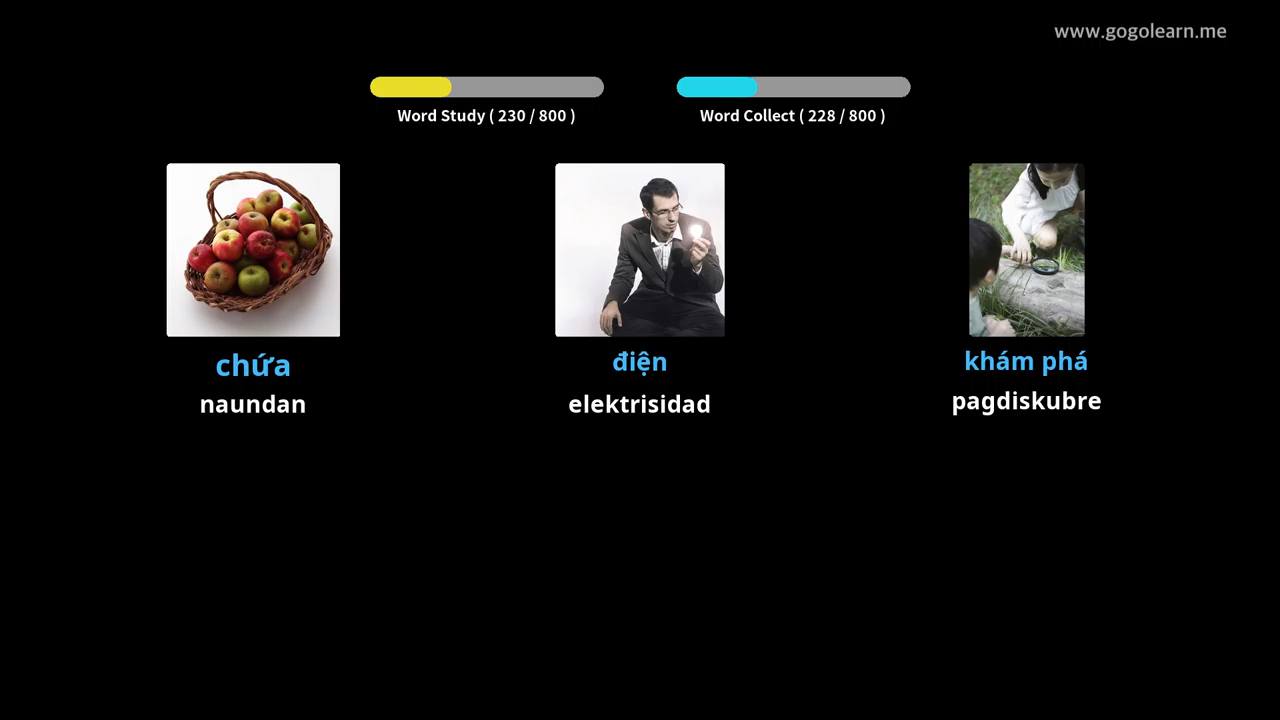 www.gogolearn.me
Word Study ( 230 / 800 )
Word Collect ( 228 / 800 )
chứa
naundan
điện
elektrisidad
khám phá
pagdiskubre